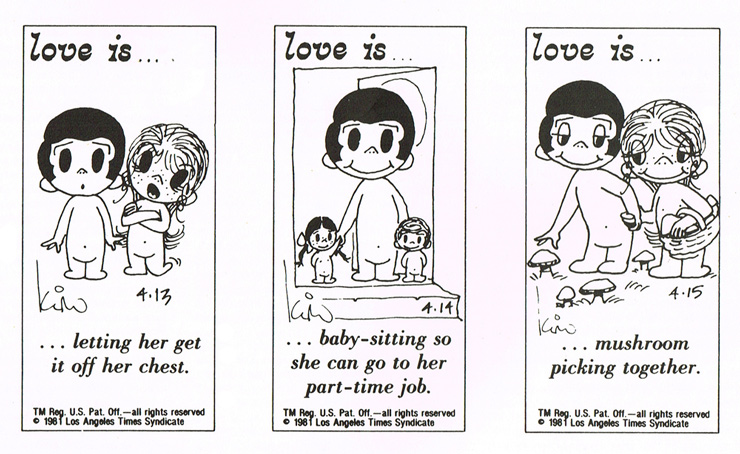 love is...
4·13
Kim
... letting her get
it off her chest.
TM Reg. U.S. Pat. Off.—all rights reserved
© 1981 Los Angeles Times Syndicate
love is...
4·14
Kim
... baby-sitting so
she can go to her
part-time job.
TM Reg. U.S. Pat. Off.—all rights reserved
© 1981 Los Angeles Times Syndicate
love is...
4·15
Kim
... mushroom
picking together.
TM Reg. U.S. Pat. Off.—all rights reserved
© 1981 Los Angeles Times Syndicate